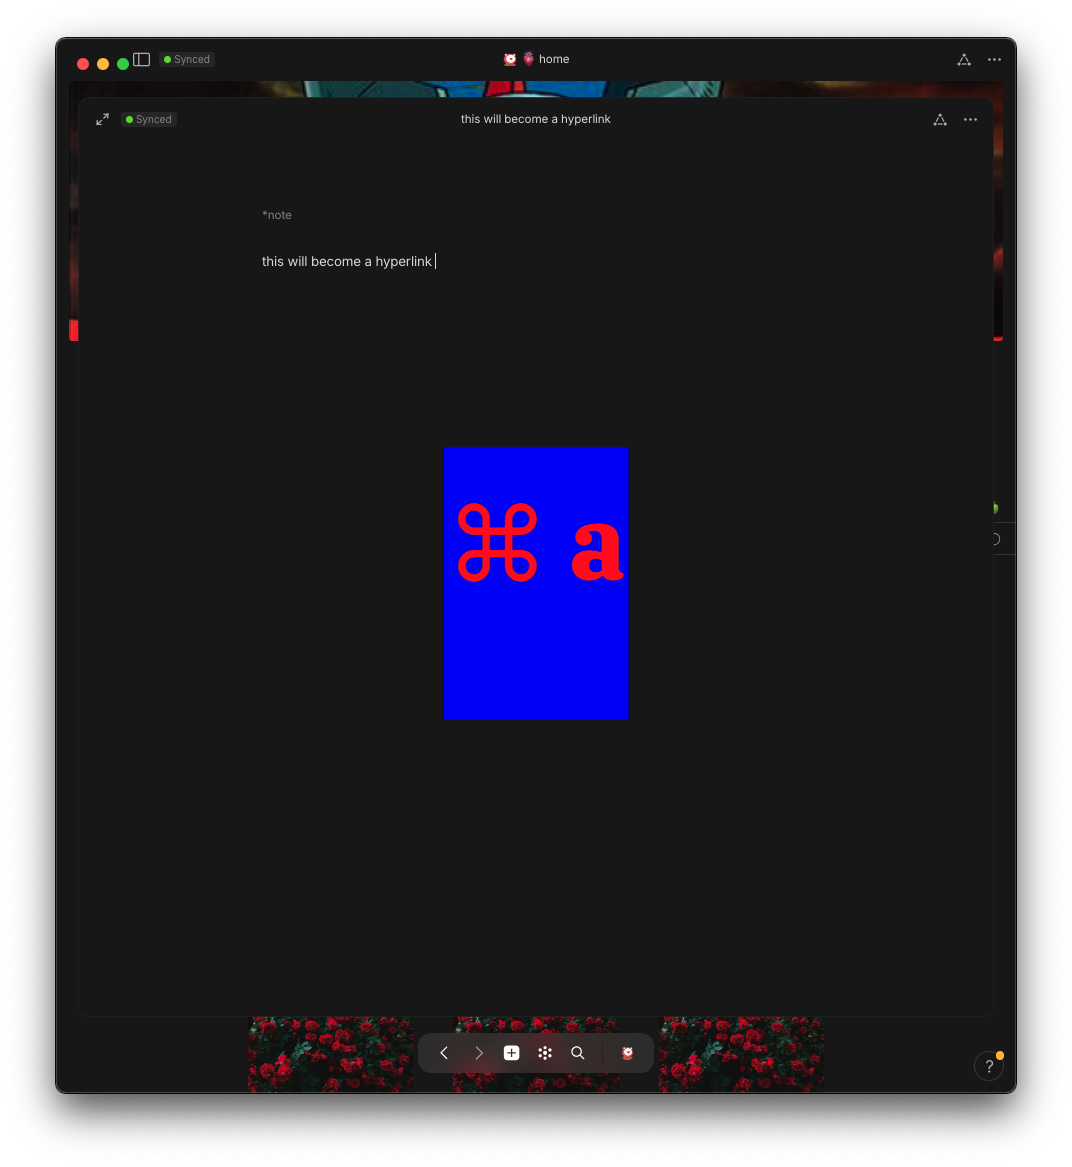 Synced
home
Synced
this will become a hyperlink
*note
this will become a hyperlink
⌘ a
?